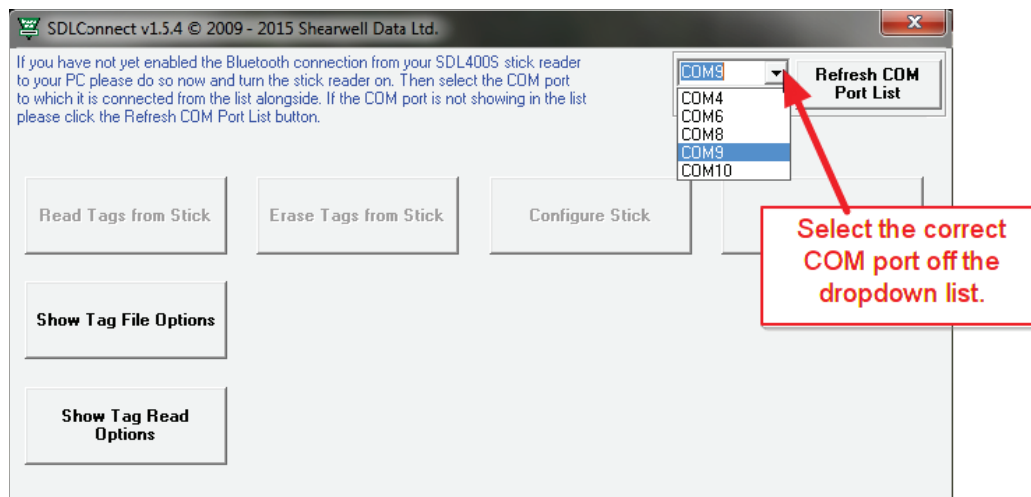 SDLConnect v1.5.4 © 2009 - 2015 Shearwell Data Ltd.
If you have not yet enabled the Bluetooth connection from your SDL400S stick reader
to your PC please do so now and turn the stick reader on. Then select the COM port
to which it is connected from the list alongside. If the COM port is not showing in the list
please click the Refresh COM Port List button.
COM9
Refresh COM
Port List
COM4
COM6
COM8
COM9
COM10
Read Tags from Stick
Erase Tags from Stick
Configure Stick
Select the correct
COM port off the
dropdown list.
Show Tag File Options
Show Tag Read
Options